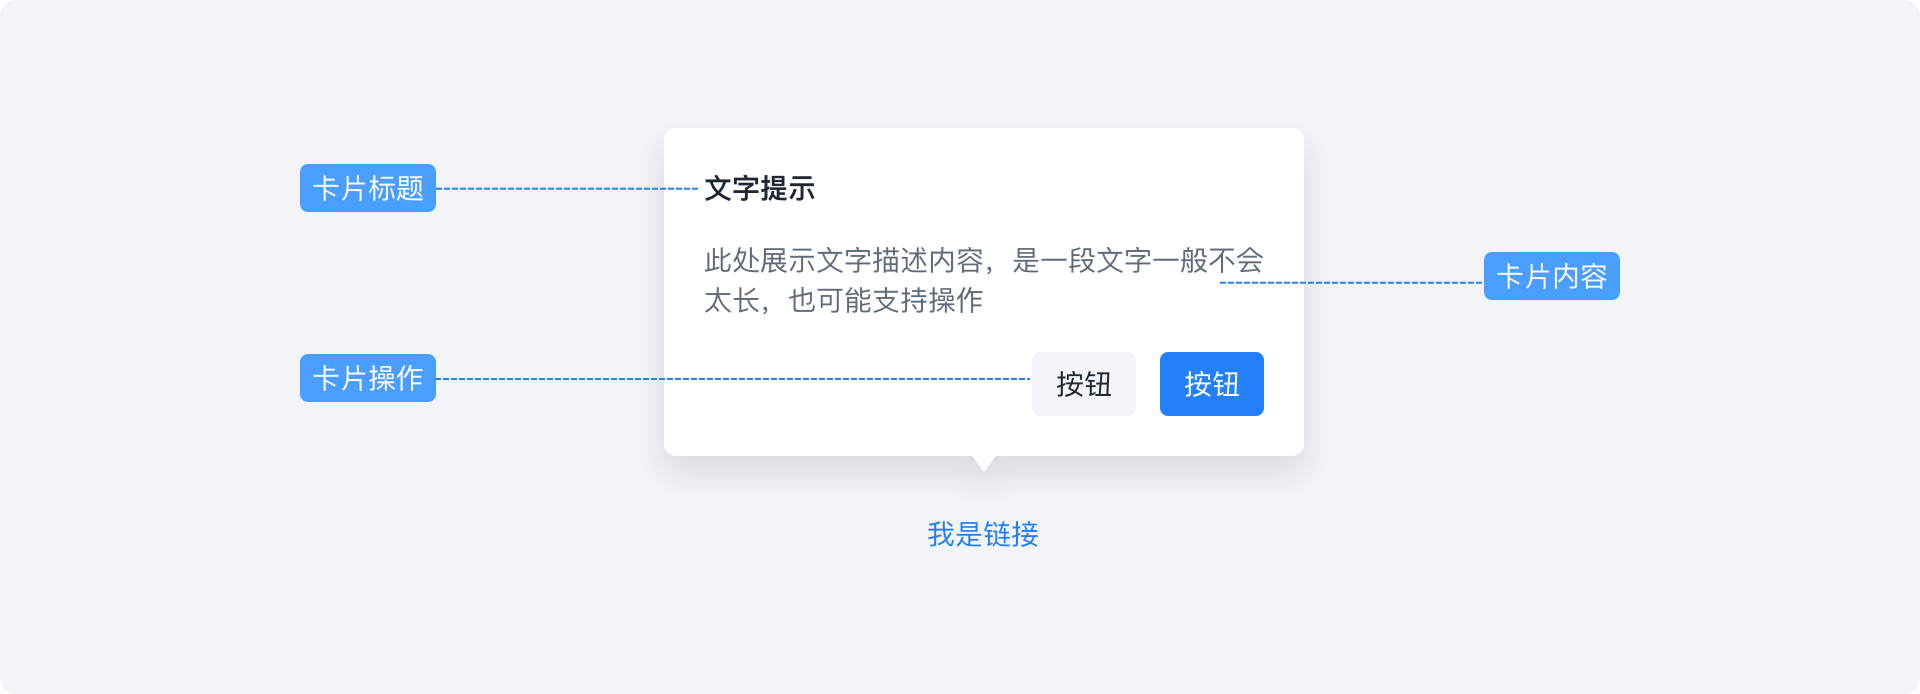 卡片标题
文字提示
此处展示文字描述内容，是一段文字一般不会
太长，也可能支持操作
卡片内容
卡片操作
按钮
按钮
我是链接